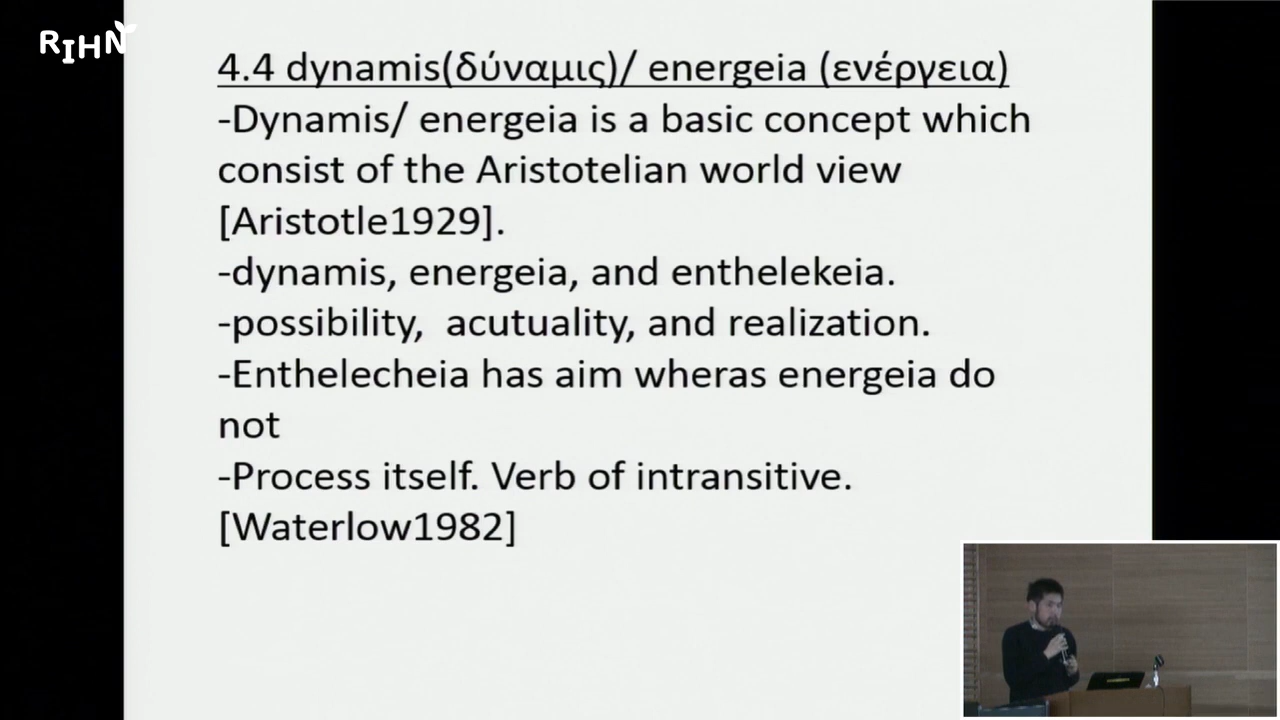 RIHN
4.4 dynamis(δύναμις)/ energeia (ενέργεια)
-Dynamis/ energeia is a basic concept which
consist of the Aristotelian world view
[Aristotle1929].
-dynamis, energeia, and enthelekeia.
-possibility,  acutuality, and realization.
-Enthelecheia has aim wheras energeia do
not
-Process itself. Verb of intransitive.
[Waterlow1982]